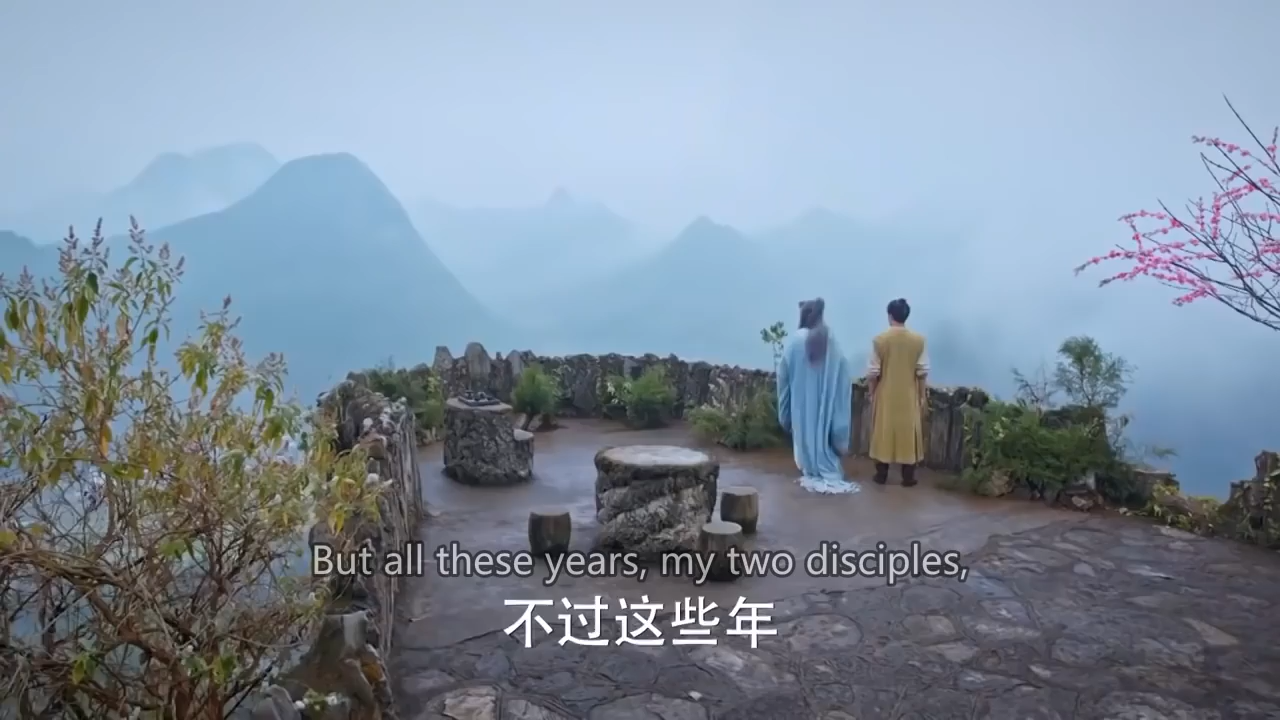 But all these years, my two disciples,
不过这些年